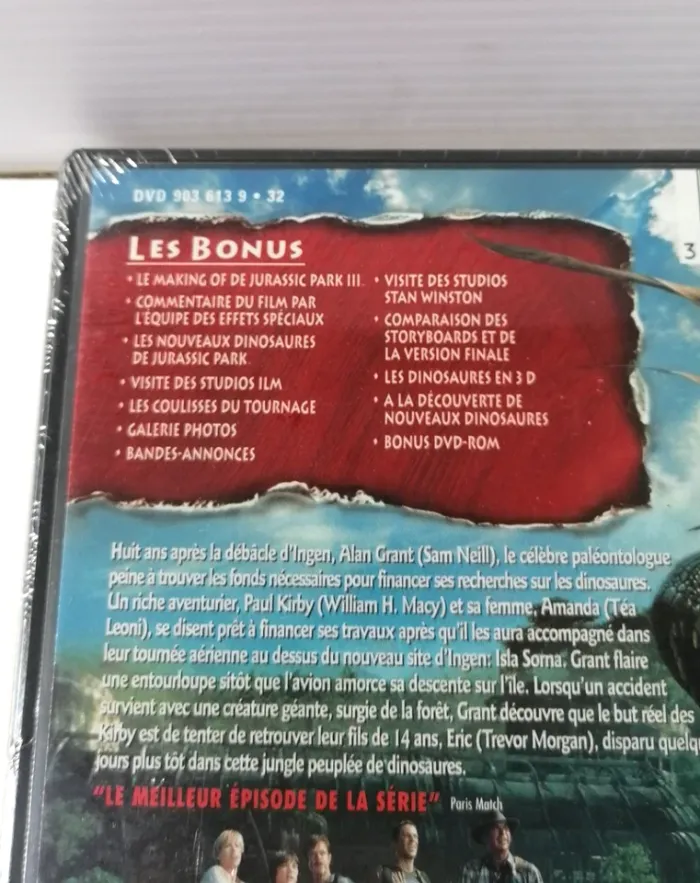 DVD 903 613 9 • 32
3
LES BONUS
• LE MAKING OF DE JURASSIC PARK III
• COMMENTAIRE DU FILM PAR
L'ÉQUIPE DES EFFETS SPÉCIAUX
• LES NOUVEAUX DINOSAURES
DE JURASSIC PARK
• VISITE DES STUDIOS ILM
• LES COULISSES DU TOURNAGE
• GALERIE PHOTOS
• BANDES-ANNONCES
• VISITE DES STUDIOS
STAN WINSTON
• COMPARAISON DES
STORYBOARDS ET DE
LA VERSION FINALE
• LES DINOSAURES EN 3 D
• A LA DÉCOUVERTE DE
NOUVEAUX DINOSAURES
• BONUS DVD-ROM
Huit ans après la débâcle d'Ingen, Alan Grant (Sam Neill), le célèbre paléontologue
peine à trouver les fonds nécessaires pour financer ses recherches sur les dinosaures.
Un riche aventurier, Paul Kirby (William H. Macy) et sa femme, Amanda (Téa
Leoni), se disent prêt à financer ses travaux après qu'il les aura accompagné dans
leur tournée aérienne au dessus du nouveau site d'Ingen: Isla Sorna. Grant flaire
une entourloupe sitôt que l'avion amorce sa descente sur l'île. Lorsqu'un accident
survient avec une créature géante, surgie de la forêt, Grant découvre que le but réel des
Kirby est de tenter de retrouver leur fils de 14 ans, Eric (Trevor Morgan), disparu quelq
jours plus tôt dans cette jungle peuplée de dinosaures.
"LE MEILLEUR ÉPISODE DE LA SÉRIE" Paris Match